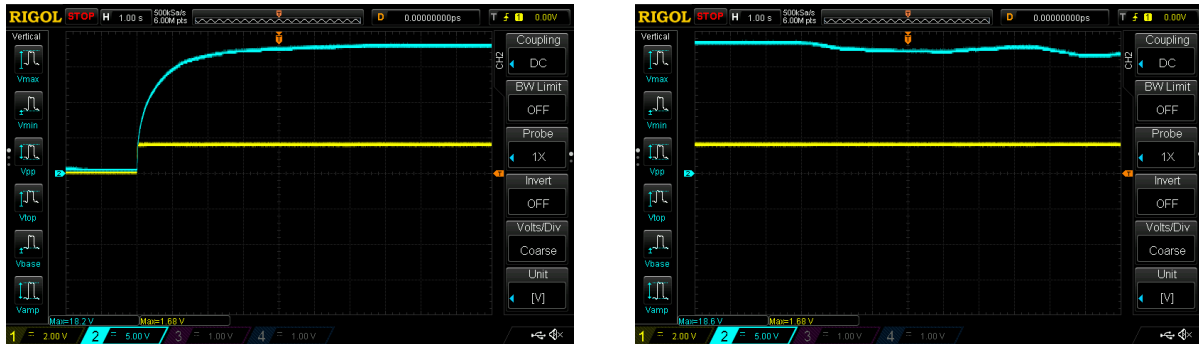 RIGOL STOP H 1.00 s 500kSa/s 6.00M pts D 0.00000000ps T 1 0.00V
Vertical
Vmax
Vmin
Vpp
Vtop
Vbase
Vamp
T
2
T
CH2
Coupling
DC
BW Limit
OFF
Probe
1X
Invert
OFF
Volts/Div
Coarse
Unit
[V]
Max=18.2 V Max=1.68 V
1 = 2.00 V 2 = 5.00 V 3 = 1.00 V 4 = 1.00 V
RIGOL STOP H 1.00 s 500kSa/s 6.00M pts D 0.00000000ps T 1 0.00V
Vertical
Vmax
Vmin
Vpp
Vtop
Vbase
Vamp
T
2
T
CH2
Coupling
DC
BW Limit
OFF
Probe
1X
Invert
OFF
Volts/Div
Coarse
Unit
[V]
Max=18.6 V Max=1.68 V
1 = 2.00 V 2 = 5.00 V 3 = 1.00 V 4 = 1.00 V